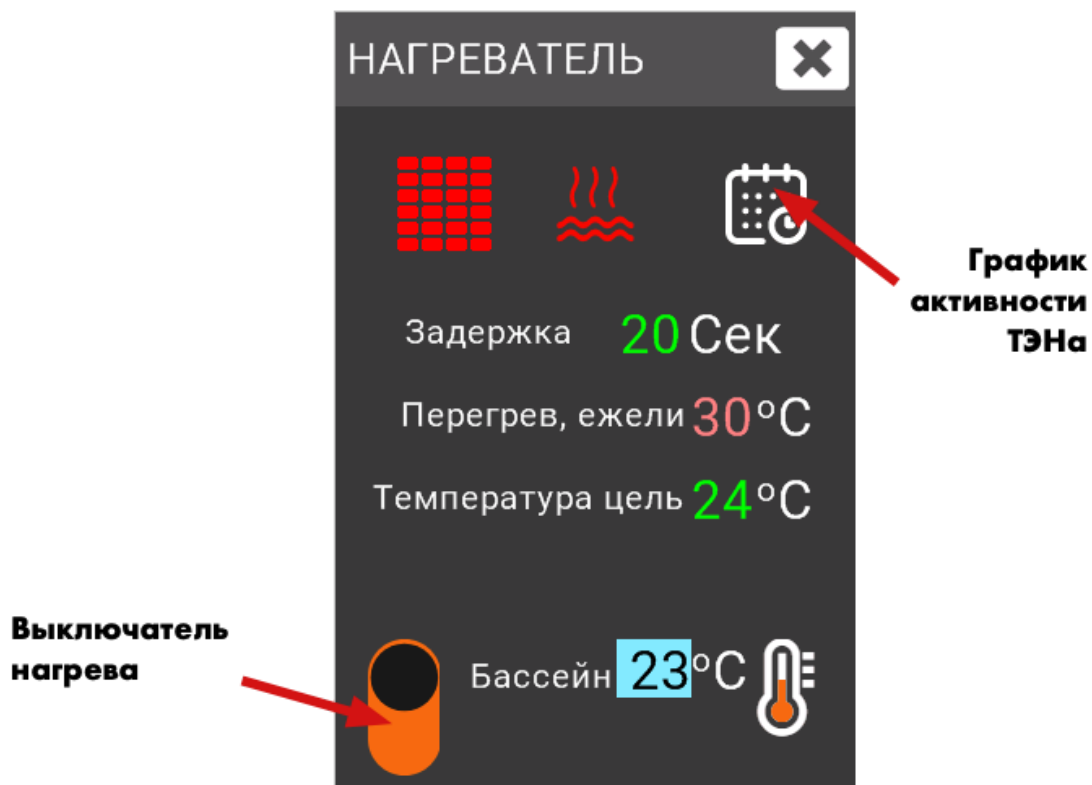 НАГРЕВАТЕЛЬ
График
активности
ТЭНа
Задержка 20 Сек
Перегрев, ежели 30°C
Температура цель 24°C
Выключатель
нагрева
Бассейн 23°C